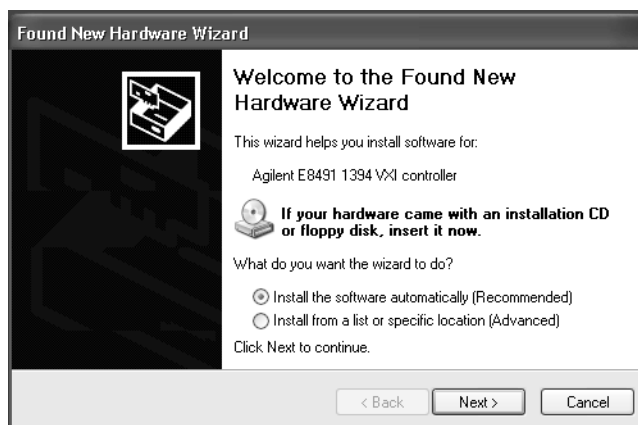 Found New Hardware Wizard
Welcome to the Found New
Hardware Wizard
This wizard helps you install software for:
Agilent E8491 1394 VXI controller
If your hardware came with an installation CD
or floppy disk, insert it now.
What do you want the wizard to do?
Install the software automatically (Recommended)
Install from a list or specific location (Advanced)
Click Next to continue.
< Back Next > Cancel